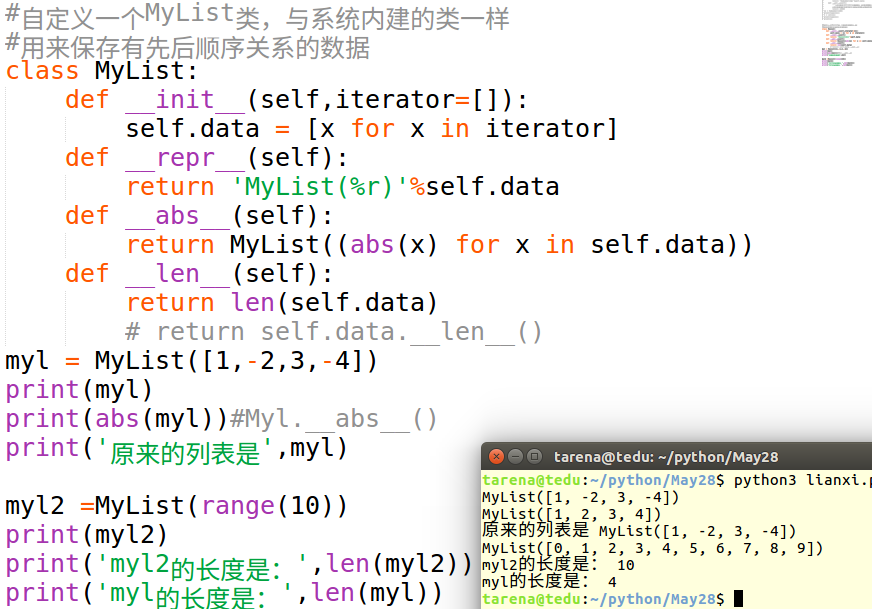 #自定义一个MyList类，与系统内建的类一样
#用来保存有先后顺序关系的数据
class MyList:
    def __init__(self,iterator=[]):
        self.data = [x for x in iterator]
    def __repr__(self):
        return 'MyList(%r)'%self.data
    def __abs__(self):
        return MyList((abs(x) for x in self.data))
    def __len__(self):
        return len(self.data)
        # return self.data.__len__()
myl = MyList([1,-2,3,-4])
print(myl)
print(abs(myl))#Myl.__abs__()
print('原来的列表是',myl)
myl2 =MyList(range(10))
print(myl2)
print('myl2的长度是：',len(myl2))
print('myl的长度是：',len(myl))
tarena@tedu: ~/python/May28
tarena@tedu:~/python/May28$ python3 lianxi.p
MyList([1, -2, 3, -4])
MyList([1, 2, 3, 4])
原来的列表是 MyList([1, -2, 3, -4])
MyList([0, 1, 2, 3, 4, 5, 6, 7, 8, 9])
myl2的长度是： 10
myl的长度是： 4
tarena@tedu:~/python/May28$